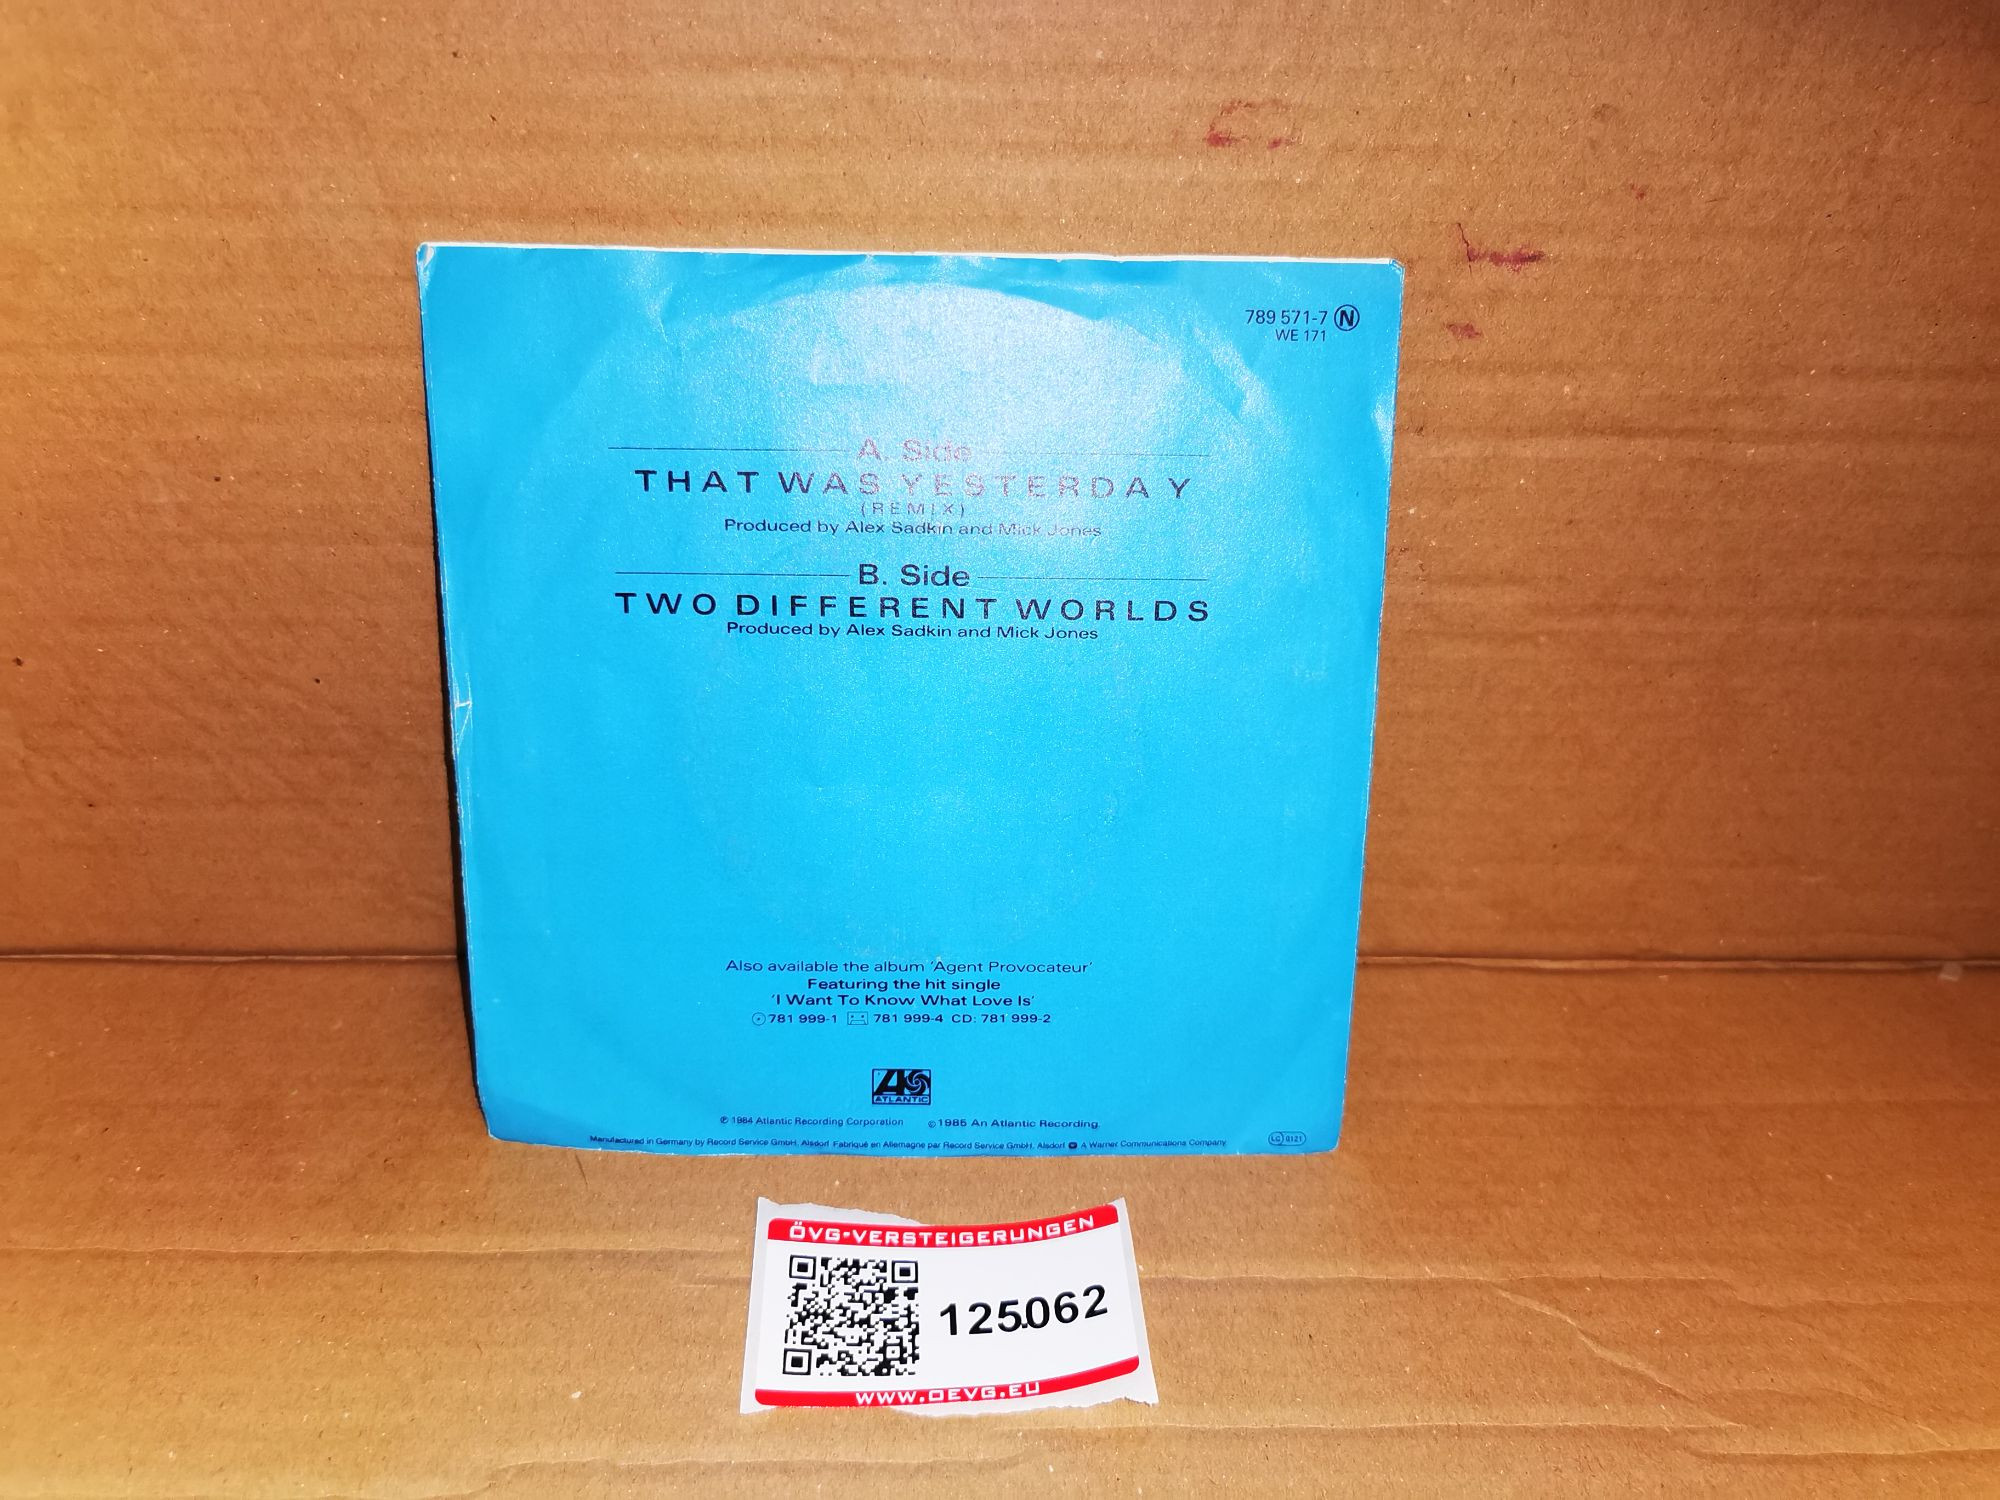 789 571-7 N
WE 171
A. Side
THAT WAS YESTERDAY
(REMIX)
Produced by Alex Sadkin and Mick Jones
B. Side
TWO DIFFERENT WORLDS
Produced by Alex Sadkin and Mick Jones
Also available the album 'Agent Provocateur'
Featuring the hit single
'I Want To Know What Love Is'
781 999-1 781 999-4 CD: 781 999-2
ATLANTIC
℗ 1984 Atlantic Recording Corporation © 1985 An Atlantic Recording.
Manufactured in Germany by Record Service GmbH, Alsdorf Fabriqué en Allemagne par Record Service GmbH, Alsdorf A Warner Communications Company
LC 0121
ÖVG-VERSTEIGERUNGEN
125.062
WWW.OEVG.EU